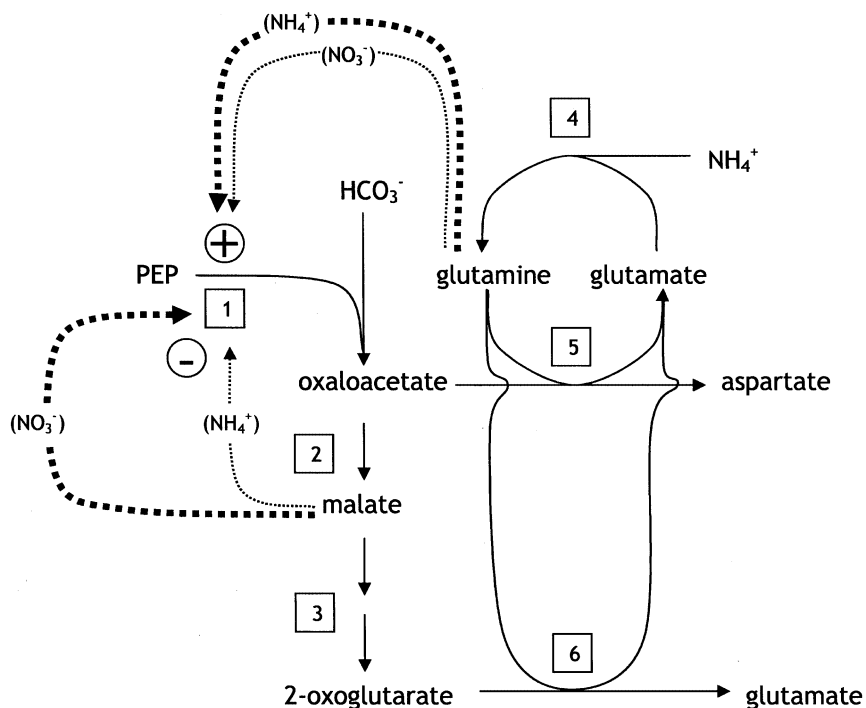 (NH₄⁺)
(NO₃⁻)
4
NH₄⁺
HCO₃⁻
+
PEP
glutamine
glutamate
1
5
-
oxaloacetate
aspartate
(NO₃⁻)
(NH₄⁺)
2
malate
3
6
2-oxoglutarate
glutamate